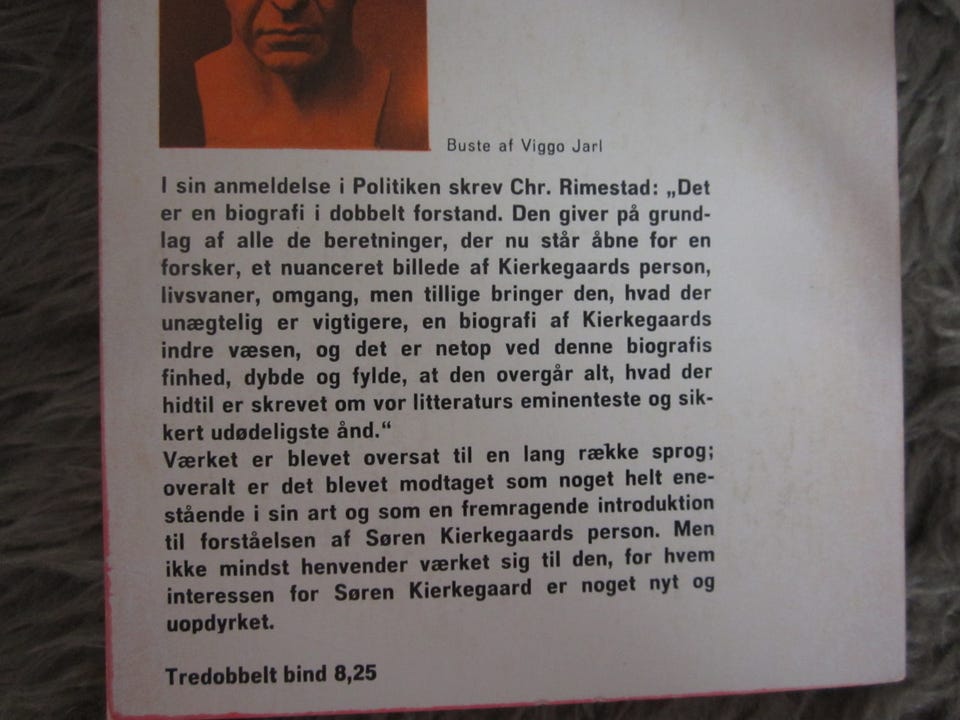 Buste af Viggo Jarl
I sin anmeldelse i Politiken skrev Chr. Rimestad: „Det
er en biografi i dobbelt forstand. Den giver på grund-
lag af alle de beretninger, der nu står åbne for en
forsker, et nuanceret billede af Kierkegaards person,
livsvaner, omgang, men tillige bringer den, hvad der
unægtelig er vigtigere, en biografi af Kierkegaards
indre væsen, og det er netop ved denne biografis
finhed, dybde og fylde, at den overgår alt, hvad der
hidtil er skrevet om vor litteraturs eminenteste og sik-
kert udødeligste ånd.“
Værket er blevet oversat til en lang række sprog;
overalt er det blevet modtaget som noget helt ene-
stående i sin art og som en fremragende introduktion
til forståelsen af Søren Kierkegaards person. Men
ikke mindst henvender værket sig til den, for hvem
interessen for Søren Kierkegaard er noget nyt og
uopdyrket.
Tredobbelt bind 8,25